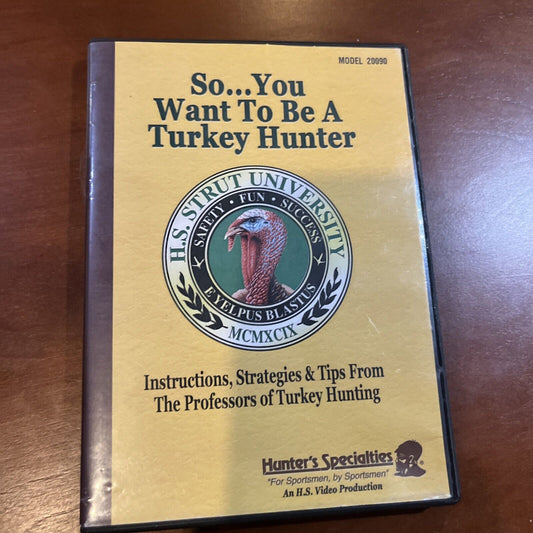 MODEL 20090
So...You
Want To Be A
Turkey Hunter
H.S. STRUT UNIVERSITY
SAFETY • FUN • SUCCESS
E YELPUS BLASTUS
MCMXCIX
Instructions, Strategies & Tips From
The Professors of Turkey Hunting
Hunter's Specialties®
"For Sportsmen, by Sportsmen"
An H.S. Video Production